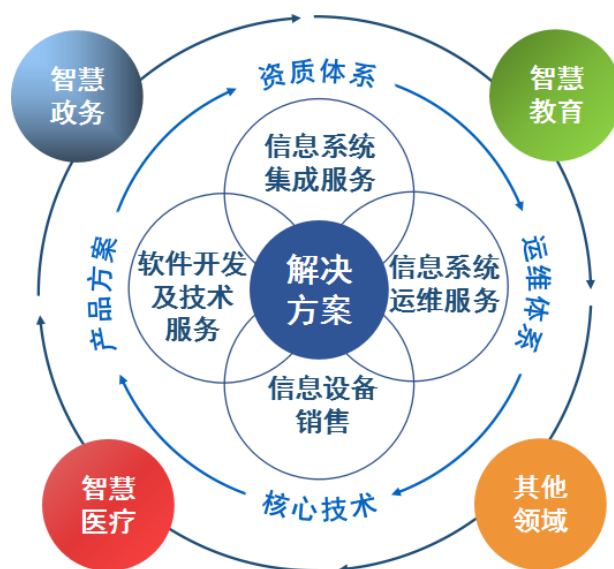 智慧
政务
资质体系
智慧
教育
信息系统
集成服务
产品方案
软件开发
及技术
服务
解决
方案
信息系统
运维服务
运维体系
信息设备
销售
智慧
医疗
核心技术
其他
领域